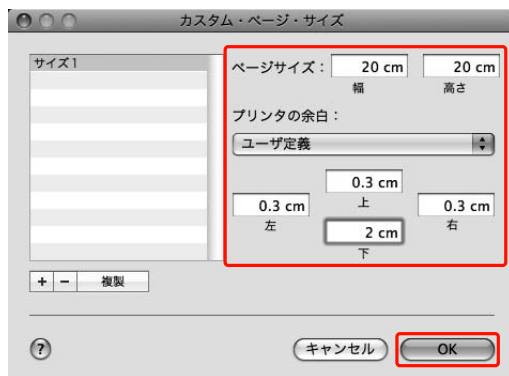 カスタム・ページ・サイズ
サイズ1
ページサイズ： 20 cm 20 cm
幅 高さ
プリンタの余白：
ユーザ定義
0.3 cm
上
0.3 cm 0.3 cm
左 右
2 cm
下
+ − 複製
? キャンセル OK